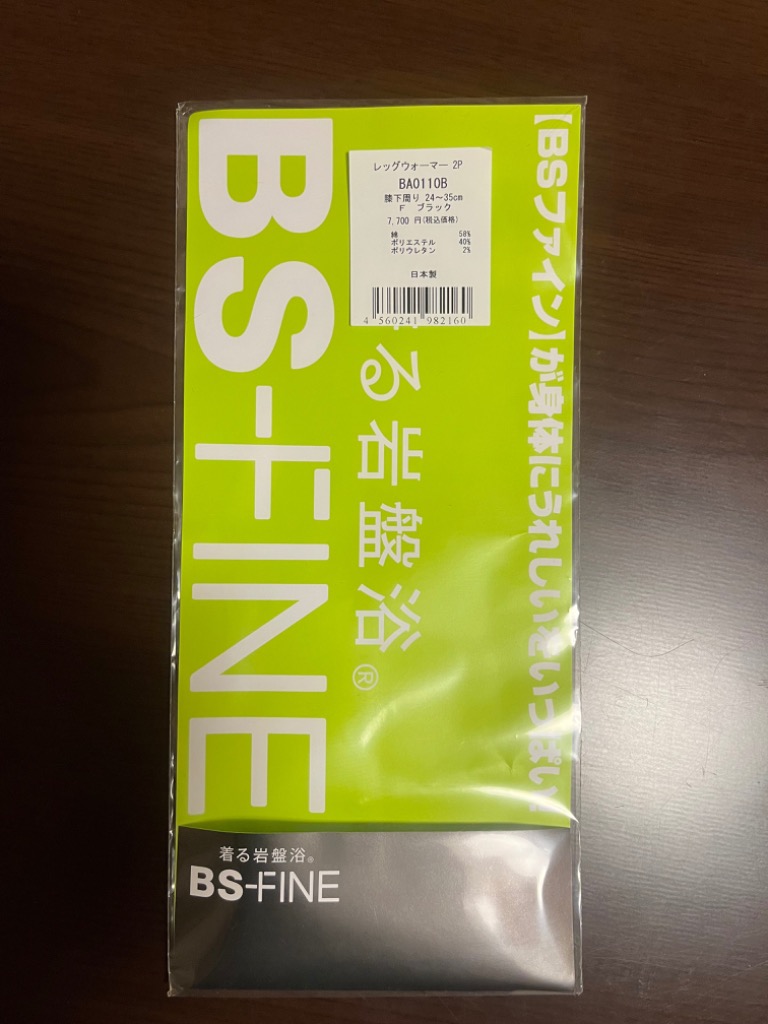 【BSファイン】が身体にうれしいをいっぱい!
BS-FINE
る岩盤浴®
レッグウォーマー 2P
BA0110B
膝下周り 24〜35cm
F ブラック
7,700 円(税込価格)
綿 58%
ポリエステル 40%
ポリウレタン 2%
日本製
4 560241 982160
着る岩盤浴®
BS-FINE